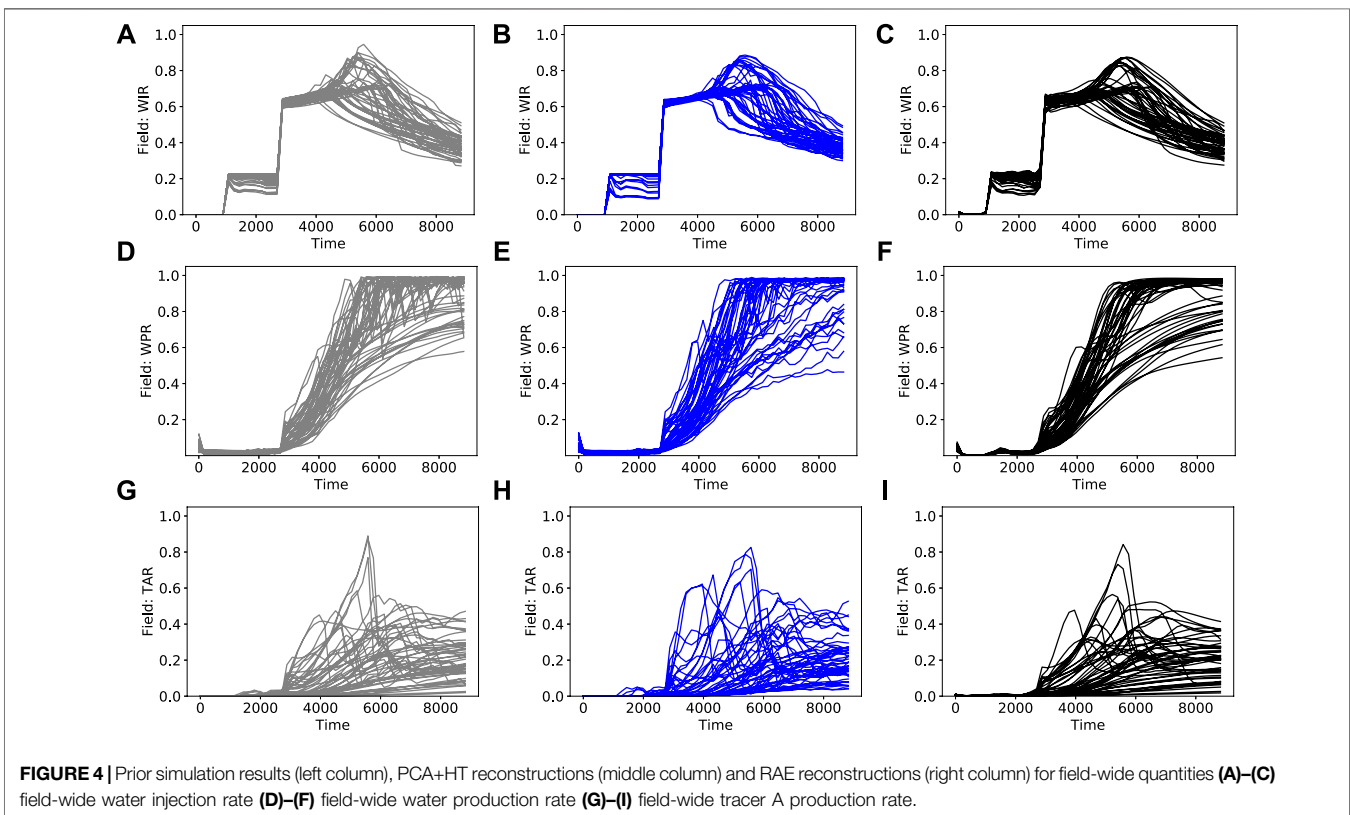 A
B
C
1.0
0.8
0.6
0.4
0.2
0.0
Field: WIR
0 2000 4000 6000 8000
Time
1.0
0.8
0.6
0.4
0.2
0.0
Field: WIR
0 2000 4000 6000 8000
Time
1.0
0.8
0.6
0.4
0.2
0.0
Field: WIR
0 2000 4000 6000 8000
Time
D
E
F
1.0
0.8
0.6
0.4
0.2
Field: WPR
0 2000 4000 6000 8000
Time
1.0
0.8
0.6
0.4
0.2
Field: WPR
0 2000 4000 6000 8000
Time
1.0
0.8
0.6
0.4
0.2
Field: WPR
0 2000 4000 6000 8000
Time
G
H
I
1.0
0.8
0.6
0.4
0.2
0.0
Field: TAR
0 2000 4000 6000 8000
Time
1.0
0.8
0.6
0.4
0.2
0.0
Field: TAR
0 2000 4000 6000 8000
Time
1.0
0.8
0.6
0.4
0.2
0.0
Field: TAR
0 2000 4000 6000 8000
Time
FIGURE 4 | Prior simulation results (left column), PCA+HT reconstructions (middle column) and RAE reconstructions (right column) for field-wide quantities (A)–(C)
field-wide water injection rate (D)–(F) field-wide water production rate (G)–(I) field-wide tracer A production rate.